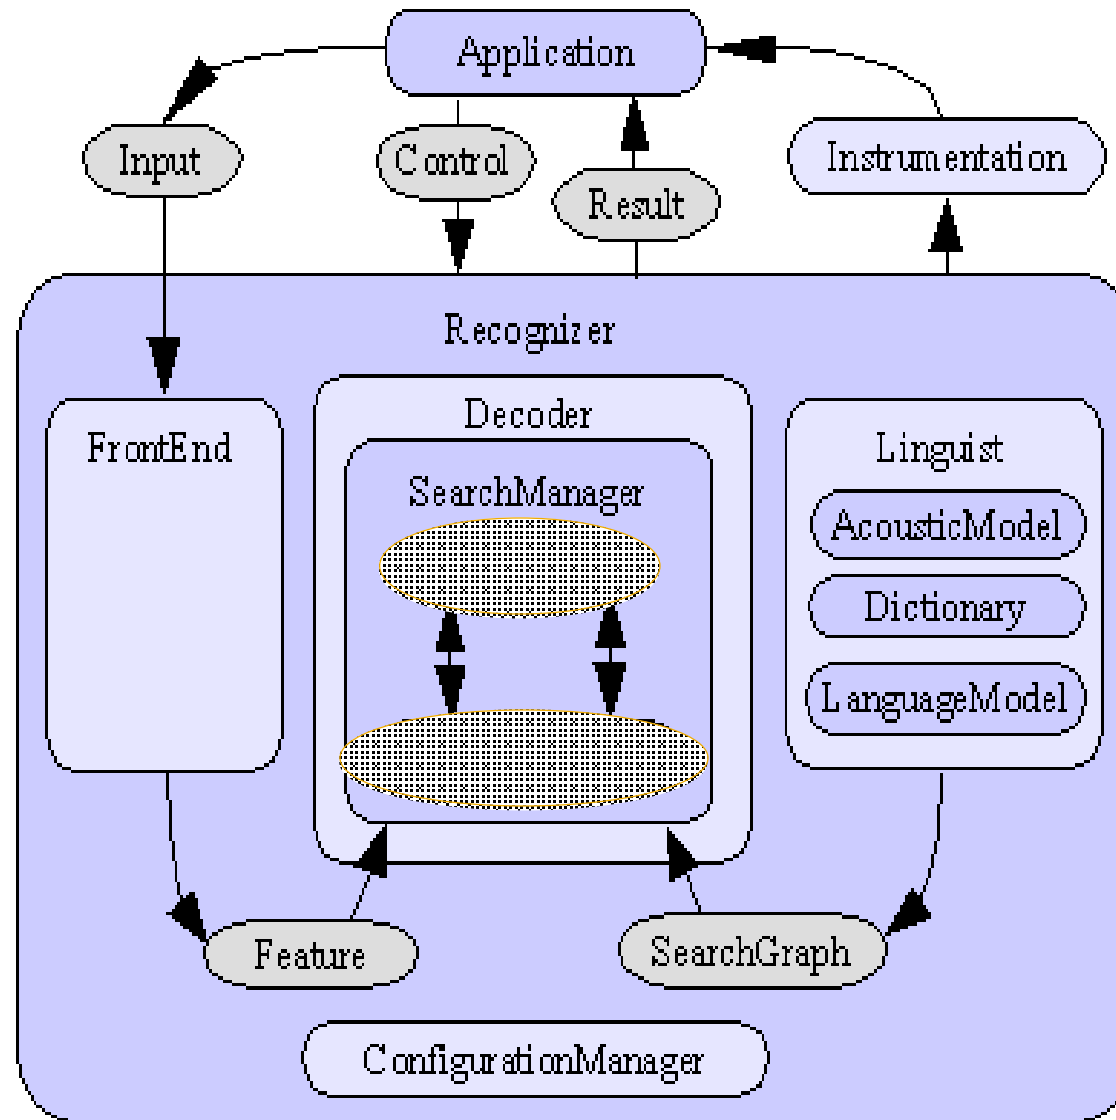 Application
Input
Control
Result
Instrumentation
Recognizer
FrontEnd
Decoder
SearchManager
Linguist
AcousticModel
Dictionary
LanguageModel
Feature
SearchGraph
ConfigurationManager